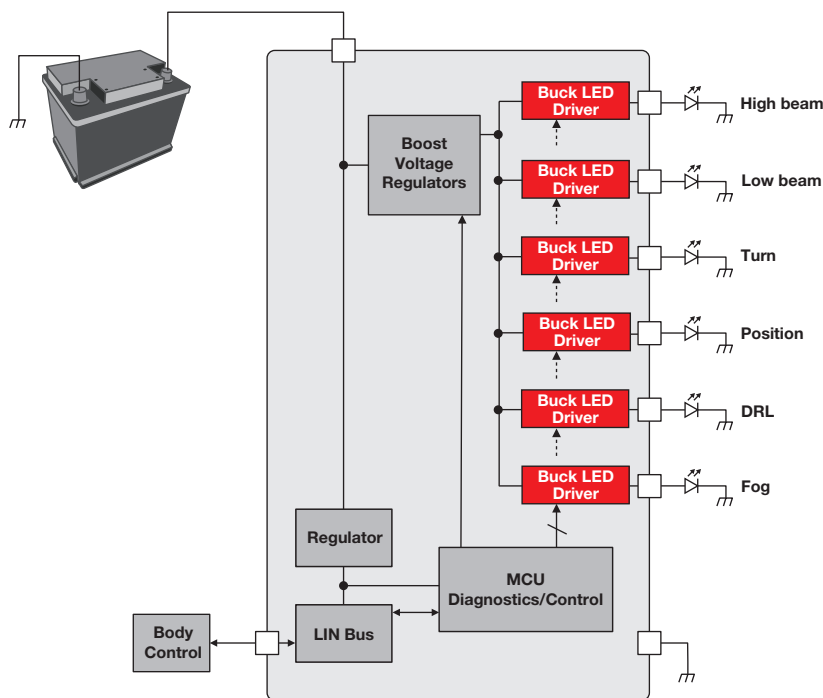 Buck LED
Driver
High beam
Boost
Voltage
Regulators
Buck LED
Driver
Low beam
Buck LED
Driver
Turn
Buck LED
Driver
Position
Buck LED
Driver
DRL
Buck LED
Driver
Fog
Regulator
MCU
Diagnostics/Control
Body
Control
LIN Bus